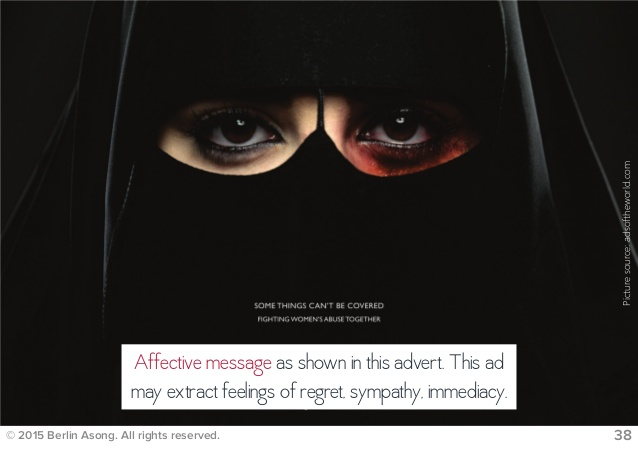 SOME THINGS CAN'T BE COVERED
FIGHTING WOMEN'S ABUSE TOGETHER
Affective message as shown in this advert. This ad
may extract feelings of regret, sympathy, immediacy.
Picture source: adsoftheworld.com
© 2015 Berlin Asong. All rights reserved.
38